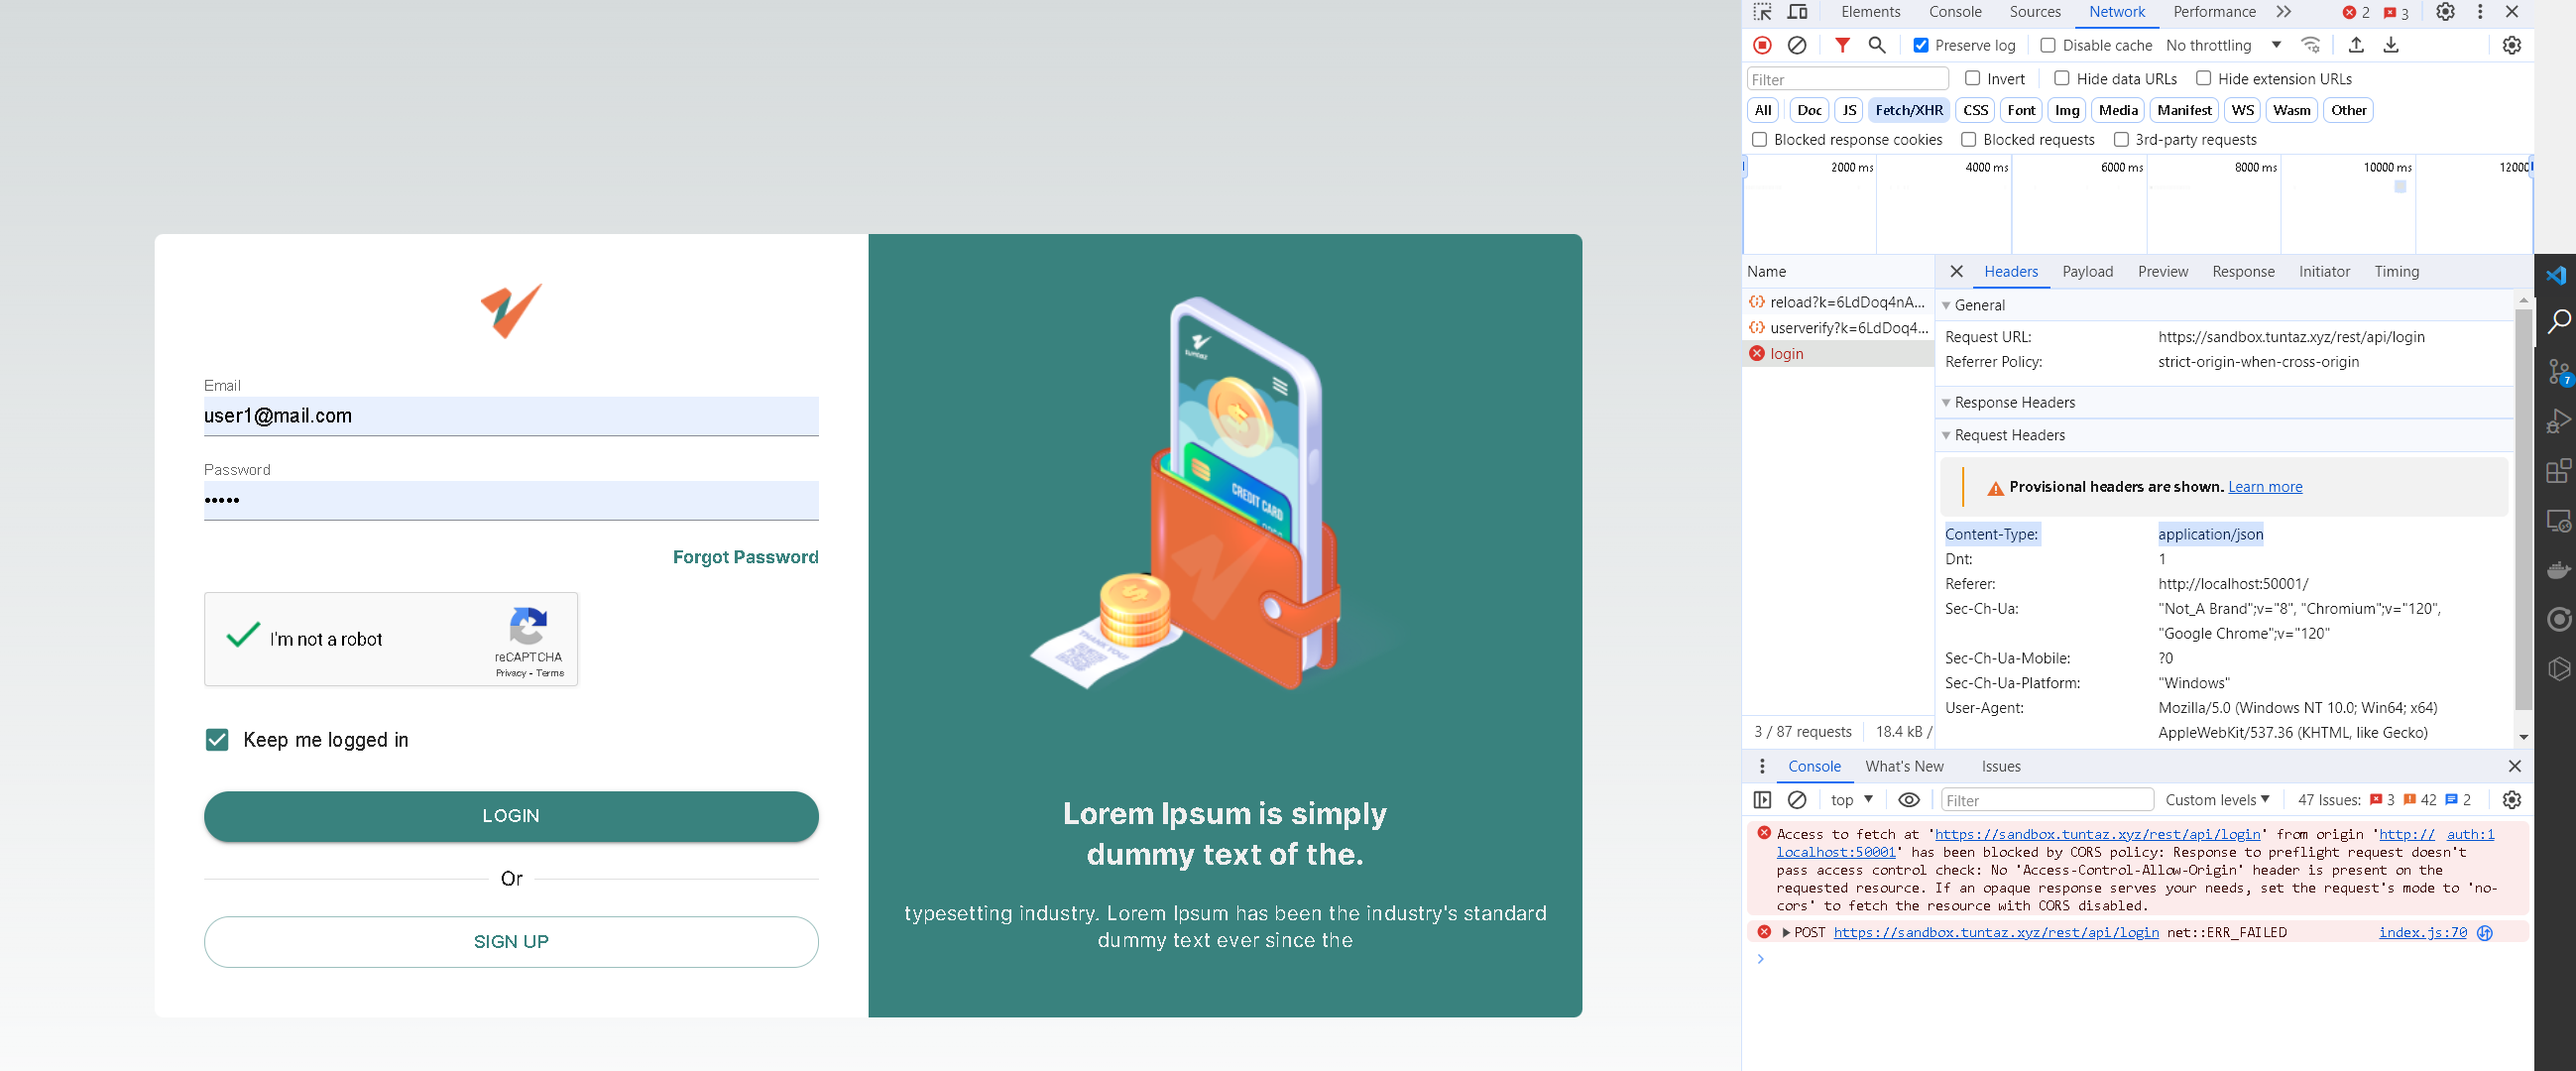 Email
user1@mail.com
Password
•••••
Forgot Password
I'm not a robot
reCAPTCHA
Privacy - Terms
Keep me logged in
LOGIN
Or
SIGN UP
tuntaz
CREDIT CARD
THANK YOU
Lorem Ipsum is simply
dummy text of the.
typesetting industry. Lorem Ipsum has been the industry's standard
dummy text ever since the
Elements Console Sources Network Performance 2 3
Preserve log Disable cache No throttling
Filter Invert Hide data URLs Hide extension URLs
All Doc JS Fetch/XHR CSS Font Img Media Manifest WS Wasm Other
Blocked response cookies Blocked requests 3rd-party requests
2000 ms 4000 ms 6000 ms 8000 ms 10000 ms 12000
Name
reload?k=6LdDoq4nA...
userverify?k=6LdDoq4...
login
3 / 87 requests 18.4 kB /
Headers Payload Preview Response Initiator Timing
General
Request URL: https://sandbox.tuntaz.xyz/rest/api/login
Referrer Policy: strict-origin-when-cross-origin
Response Headers
Request Headers
Provisional headers are shown. Learn more
Content-Type: application/json
Dnt: 1
Referer: http://localhost:50001/
Sec-Ch-Ua: "Not_A Brand";v="8", "Chromium";v="120",
"Google Chrome";v="120"
Sec-Ch-Ua-Mobile: ?0
Sec-Ch-Ua-Platform: "Windows"
User-Agent: Mozilla/5.0 (Windows NT 10.0; Win64; x64)
AppleWebKit/537.36 (KHTML, like Gecko)
7
Console What's New Issues
top Filter Custom levels 47 Issues: 3 42 2
Access to fetch at 'https://sandbox.tuntaz.xyz/rest/api/login' from origin 'http:// auth:1
localhost:50001' has been blocked by CORS policy: Response to preflight request doesn't
pass access control check: No 'Access-Control-Allow-Origin' header is present on the
requested resource. If an opaque response serves your needs, set the request's mode to 'no-
cors' to fetch the resource with CORS disabled.
POST https://sandbox.tuntaz.xyz/rest/api/login net::ERR_FAILED index.js:70